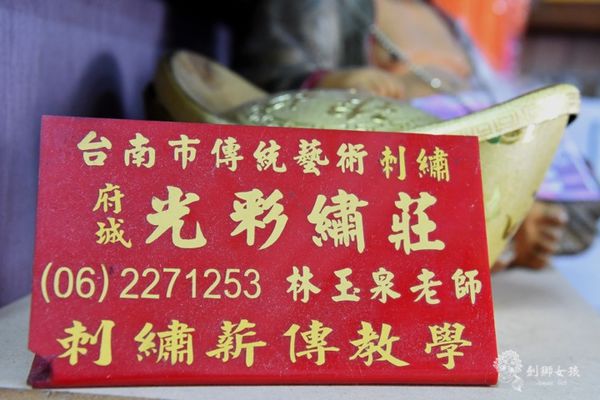 台南市傳統藝術刺繡
府城 光彩繡莊
(06)2271253 林玉泉老師
刺繡薪傳教學